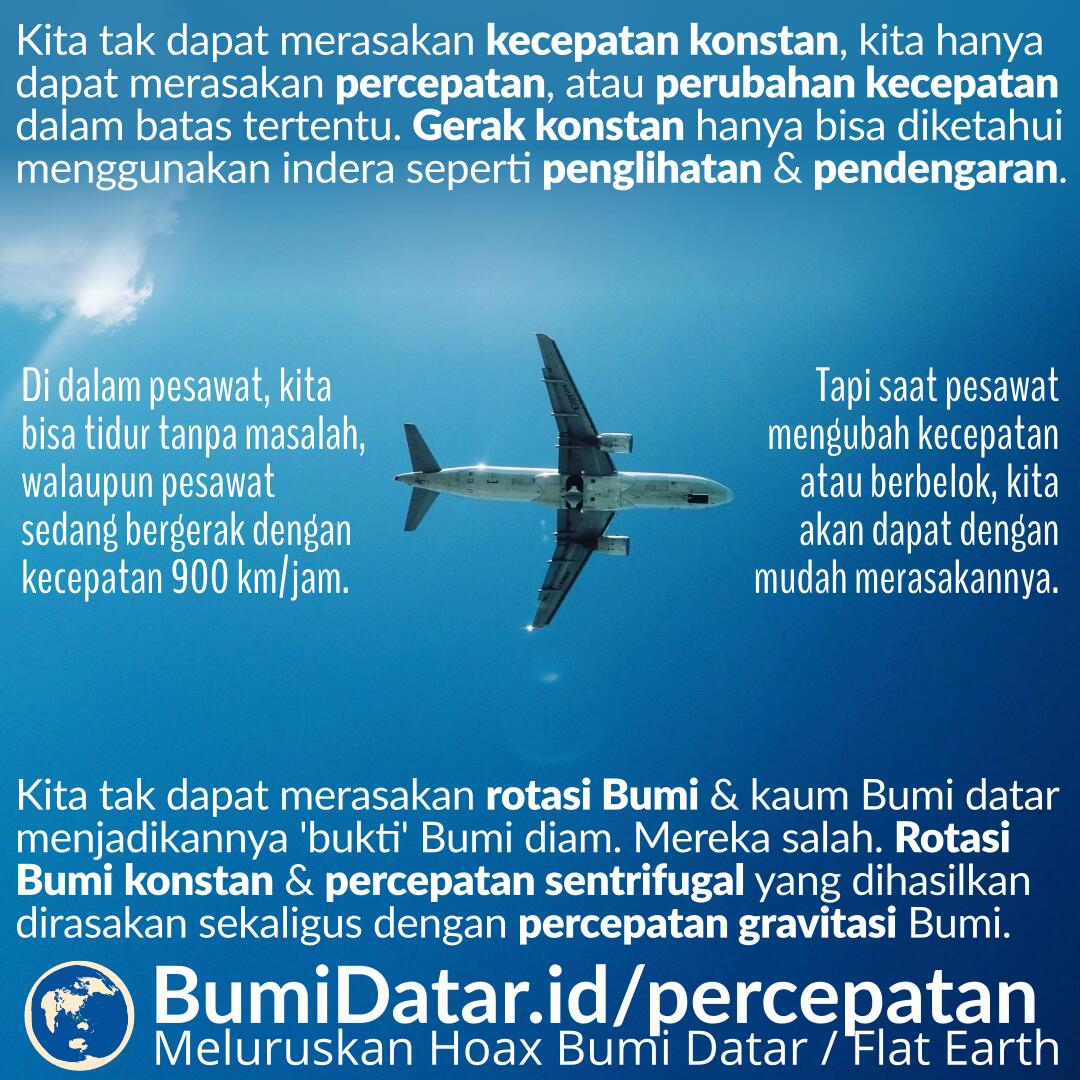 Kita tak dapat merasakan kecepatan konstan, kita hanya
dapat merasakan percepatan, atau perubahan kecepatan
dalam batas tertentu. Gerak konstan hanya bisa diketahui
menggunakan indera seperti penglihatan & pendengaran.
Di dalam pesawat, kita
bisa tidur tanpa masalah,
walaupun pesawat
sedang bergerak dengan
kecepatan 900 km/jam.
Tapi saat pesawat
mengubah kecepatan
atau berbelok, kita
akan dapat dengan
mudah merasakannya.
Kita tak dapat merasakan rotasi Bumi & kaum Bumi datar
menjadikannya 'bukti' Bumi diam. Mereka salah. Rotasi
Bumi konstan & percepatan sentrifugal yang dihasilkan
dirasakan sekaligus dengan percepatan gravitasi Bumi.
BumiDatar.id/percepatan
Meluruskan Hoax Bumi Datar / Flat Earth